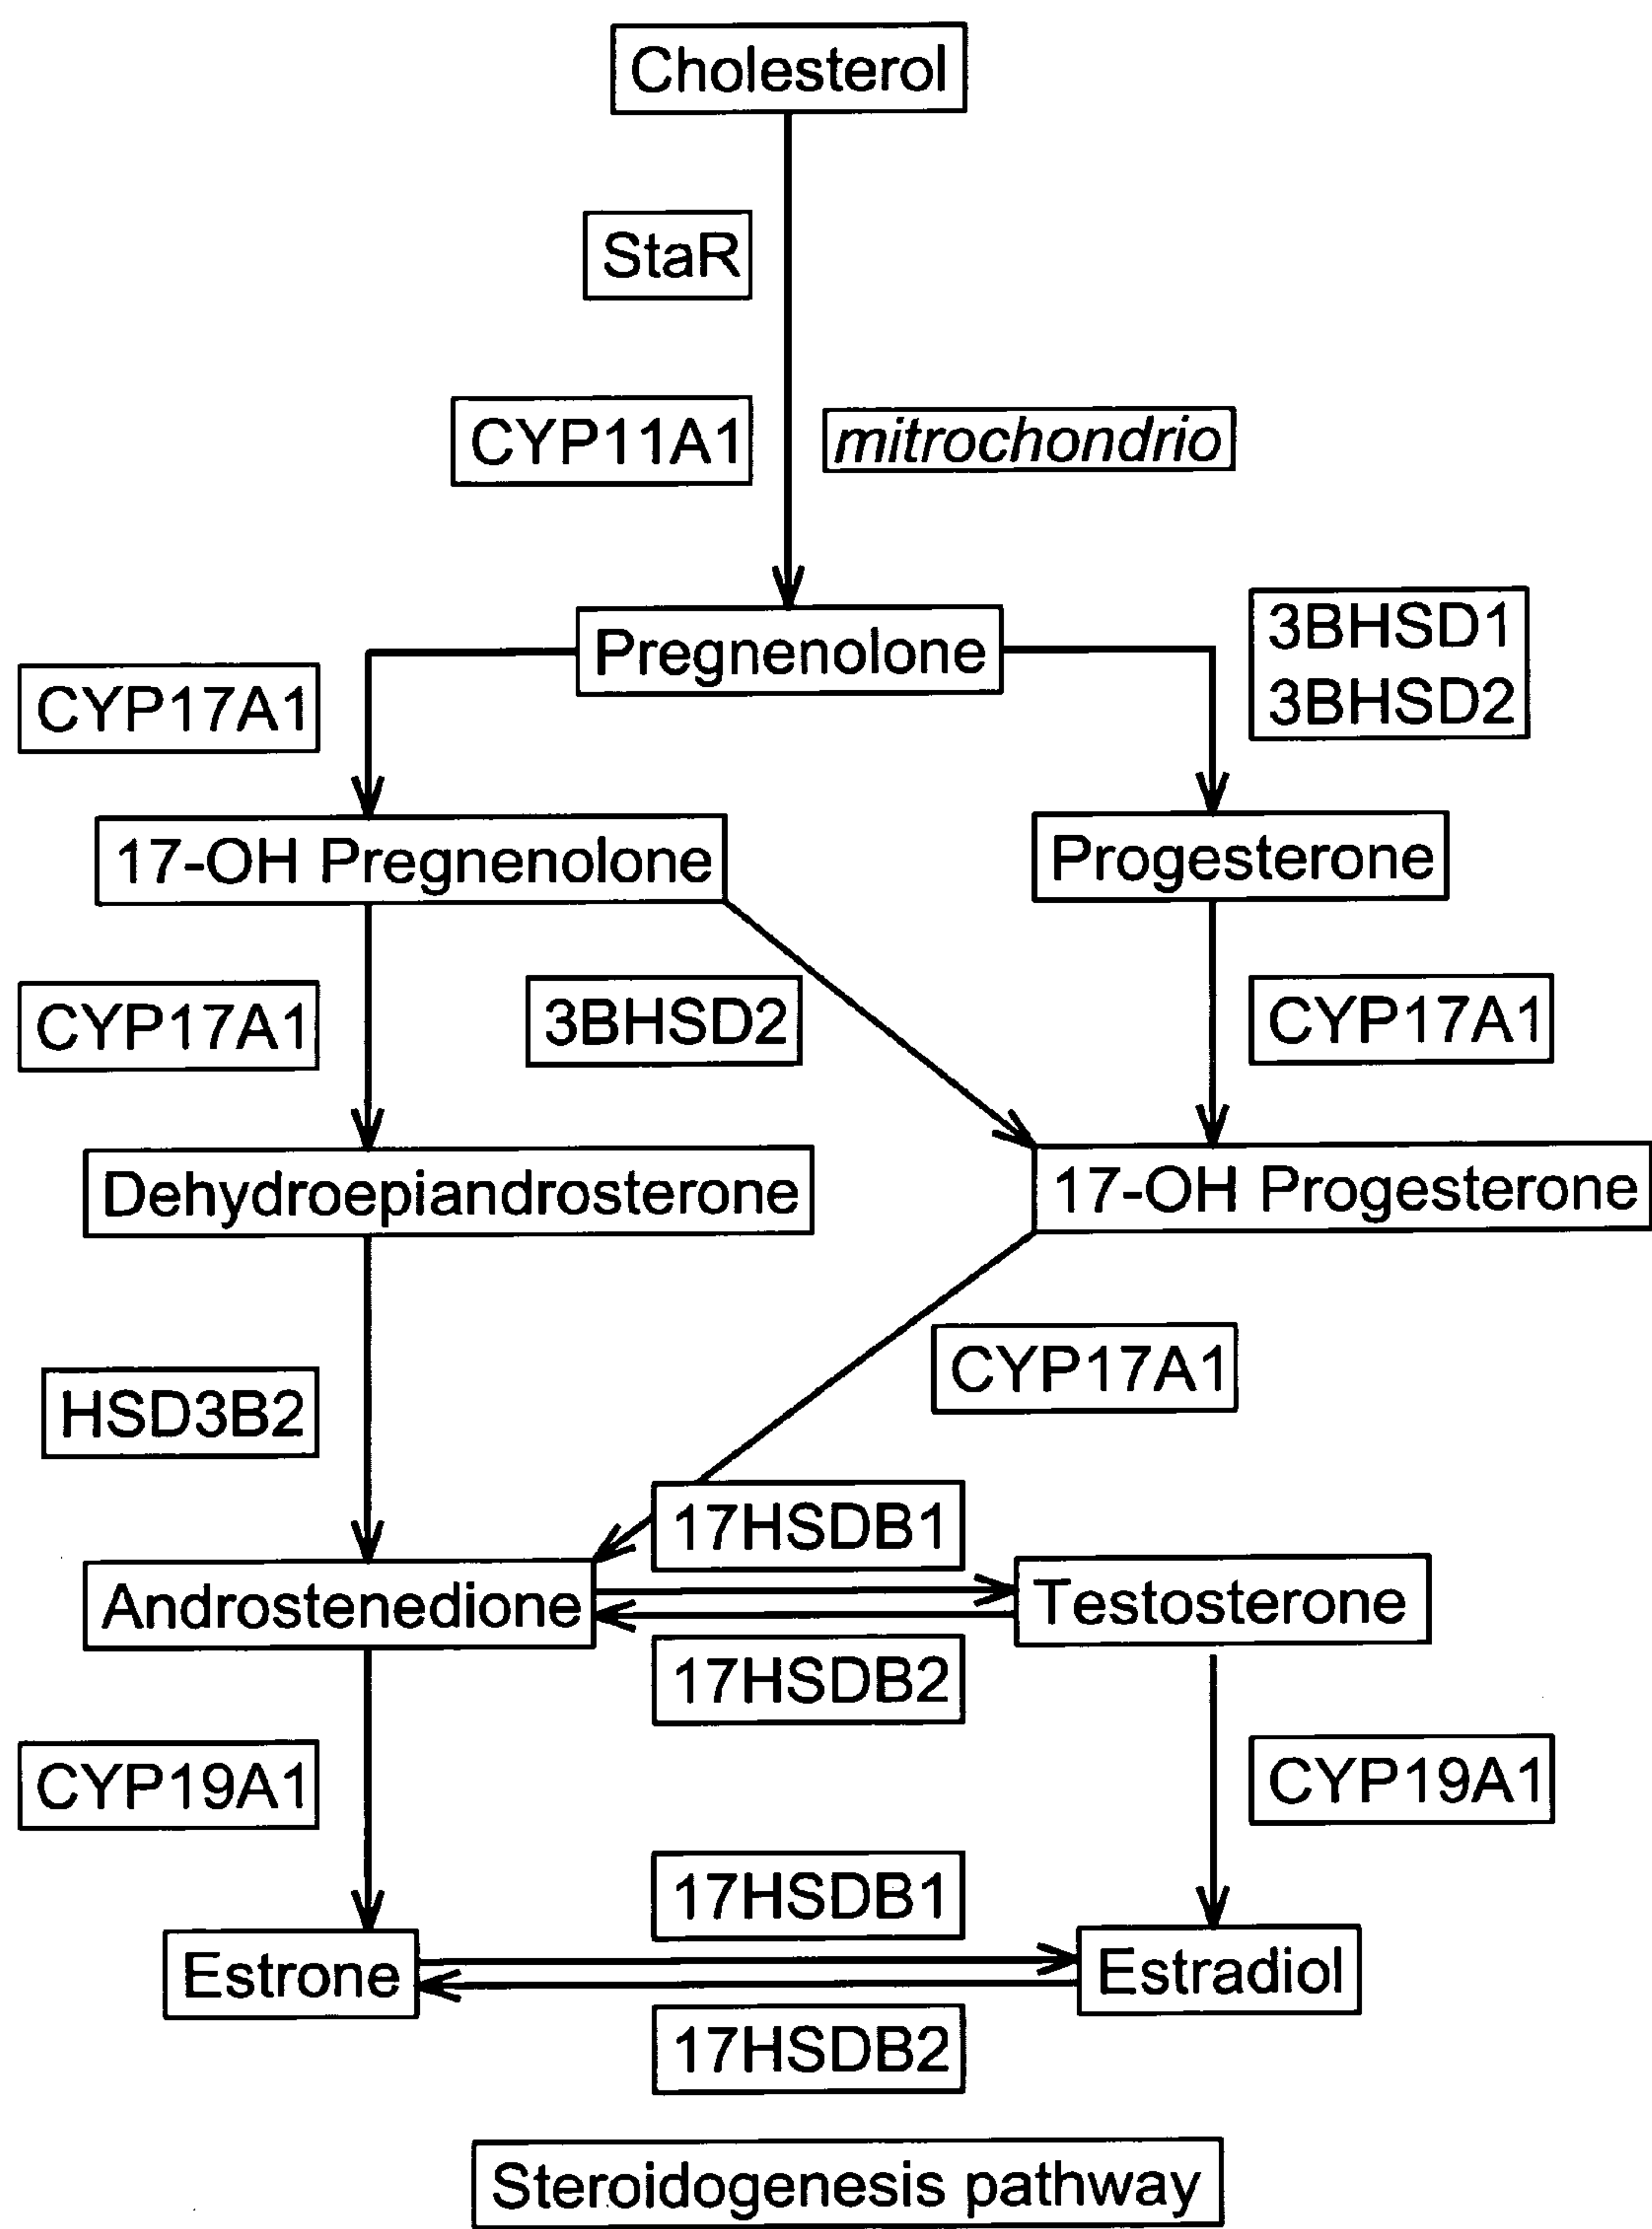 Cholesterol
StaR
CYP11A1
mitrochondrio
Pregnenolone
3BHSD1
3BHSD2
CYP17A1
17-OH Pregnenolone
Progesterone
CYP17A1
3BHSD2
CYP17A1
Dehydroepiandrosterone
17-OH Progesterone
CYP17A1
HSD3B2
17HSDB1
Androstenedione
Testosterone
17HSDB2
CYP19A1
CYP19A1
17HSDB1
Estrone
Estradiol
17HSDB2
Steroidogenesis pathway